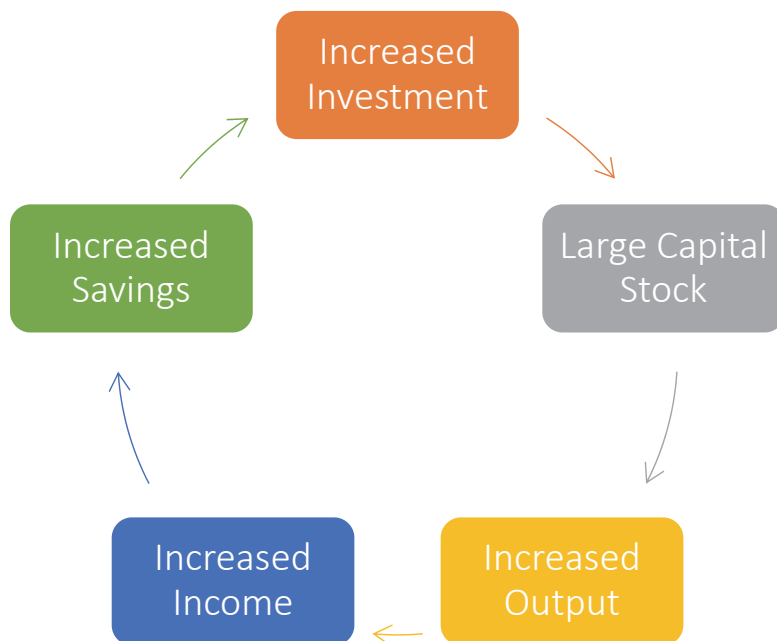 Increased
Investment
Large Capital
Stock
Increased
Output
Increased
Income
Increased
Savings